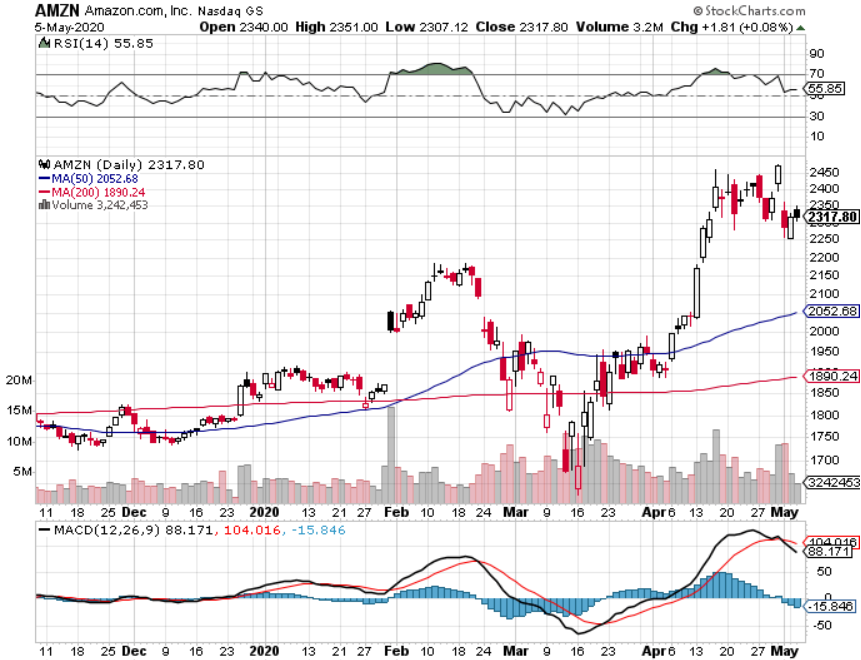 AMZN Amazon.com, Inc. Nasdaq GS © StockCharts.com
5-May-2020 Open 2340.00 High 2351.00 Low 2307.12 Close 2317.80 Volume 3.2M Chg +1.81 (+0.08%)
RSI(14) 55.85
90
70
55.85
50
30
10
AMZN (Daily) 2317.80
MA(50) 2052.68
MA(200) 1890.24
Volume 3,242,453
2450
2400
2350
2317.80
2250
2200
2150
2100
2052.68
2000
1950
1890.24
1850
1800
1750
1700
3242453
20M
15M
10M
5M
11 18 25 Dec 9 16 23 2020 13 21 27 Feb 10 18 24 Mar 9 16 23 Apr 6 13 20 27 May
MACD(12,26,9) 88.171, 104.016, -15.846
104.016
88.171
50
0
-15.846
-50
11 18 25 Dec 9 16 23 2020 13 21 27 Feb 10 18 24 Mar 9 16 23 Apr 6 13 20 27 May